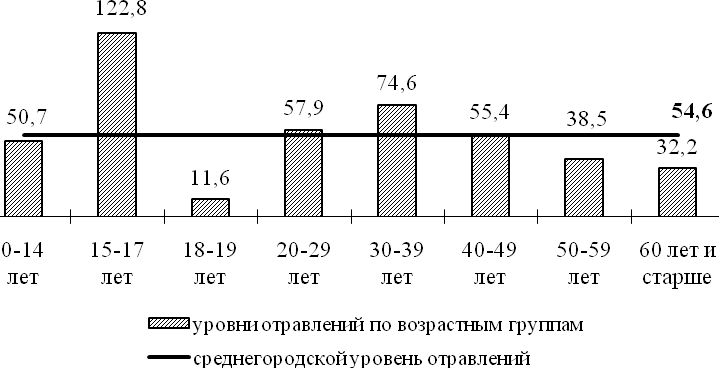 122,8
74,6
50,7
57,9
55,4
38,5
54,6
11,6
32,2
0-14 лет
15-17 лет
18-19 лет
20-29 лет
30-39 лет
40-49 лет
50-59 лет
60 лет и старше
уровни отравлений по возрастным группам
среднегородской уровень отравлений